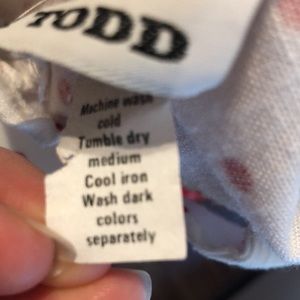 TODD
Machine wash
cold
Tumble dry
medium
Cool iron
Wash dark
colors
separately